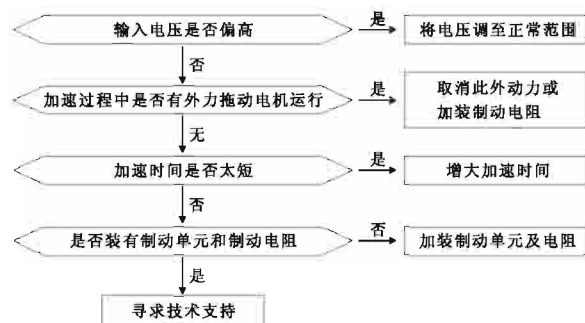 输入电压是否偏高
是
将电压调至正常范围
否
加速过程中是否有外力拖动电机运行
是
取消此外动力或
加装制动电阻
无
加速时间是否太短
是
增大加速时间
否
是否装有制动单元和制动电阻
否
加装制动单元及电阻
是
寻求技术支持